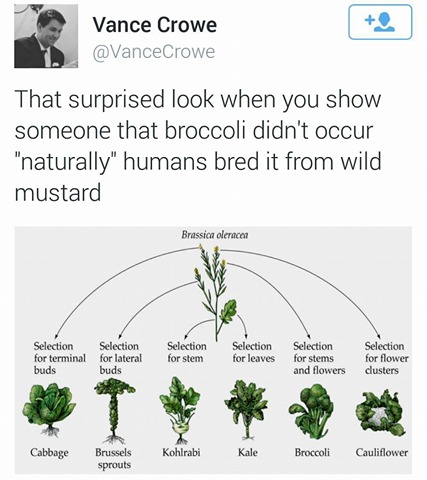 Vance Crowe
@VanceCrowe
That surprised look when you show
someone that broccoli didn't occur
"naturally" humans bred it from wild
mustard
Brassica oleracea
Selection
for terminal
buds
Selection
for lateral
buds
Selection
for stem
Selection
for leaves
Selection
for stems
and flowers
Selection
for flower
clusters
Cabbage
Brussels
sprouts
Kohlrabi
Kale
Broccoli
Cauliflower